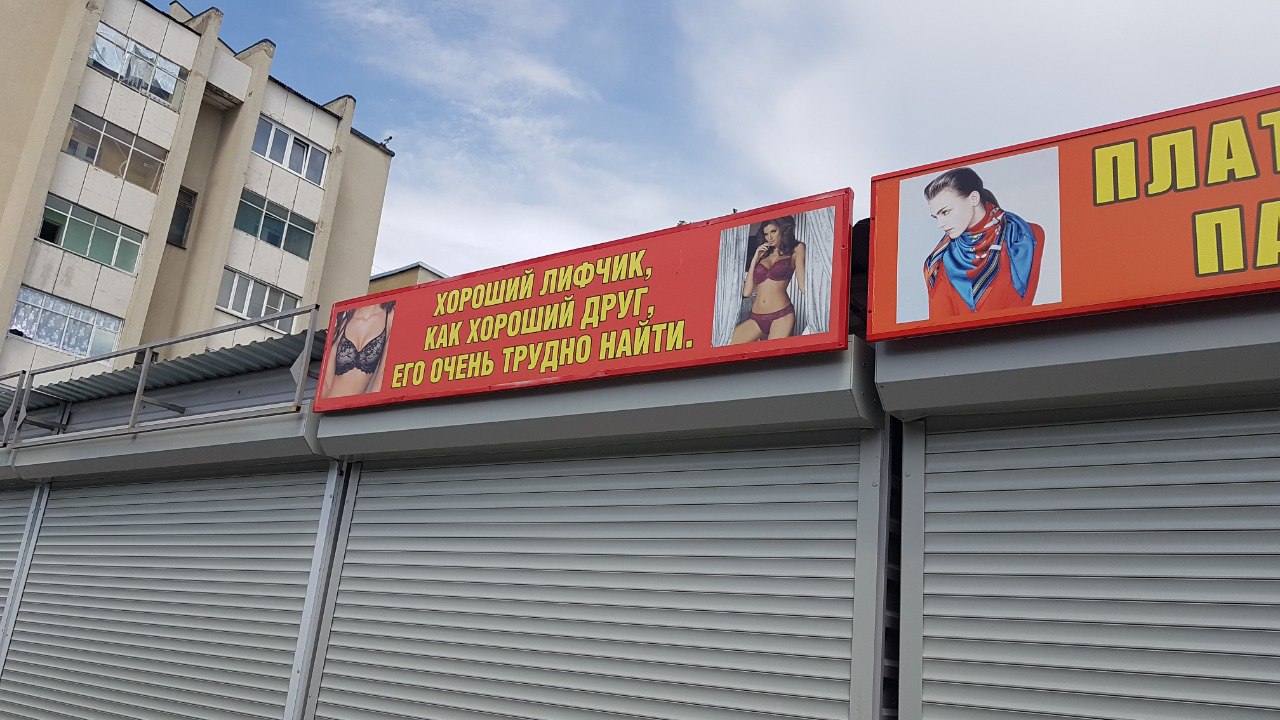 ХОРОШИЙ ЛИФЧИК,
КАК ХОРОШИЙ ДРУГ,
ЕГО ОЧЕНЬ ТРУДНО НАЙТИ.